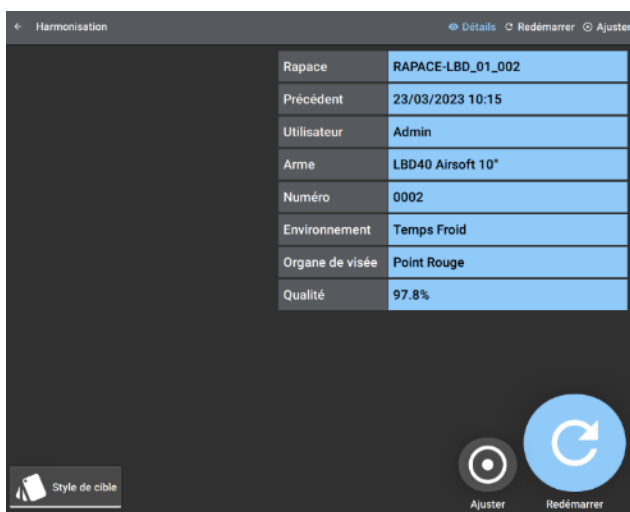 ← Harmonisation Détails Redémarrer Ajuster
Rapace RAPACE-LBD_01_002
Précédent 23/03/2023 10:15
Utilisateur Admin
Arme LBD40 Airsoft 10"
Numéro 0002
Environnement Temps Froid
Organe de visée Point Rouge
Qualité 97.8%
Style de cible
Ajuster Redémarrer